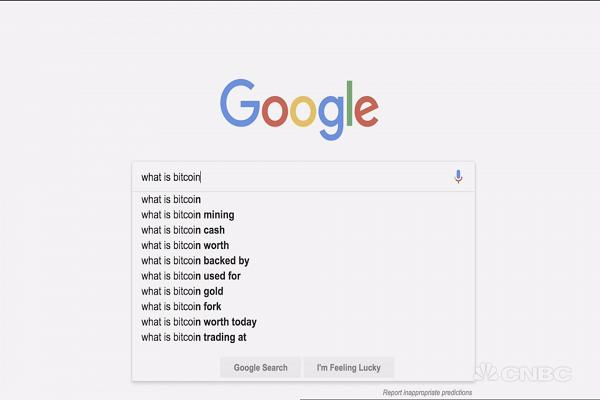 Google
what is bitcoin
what is bitcoin
what is bitcoin mining
what is bitcoin cash
what is bitcoin worth
what is bitcoin backed by
what is bitcoin used for
what is bitcoin gold
what is bitcoin fork
what is bitcoin worth today
what is bitcoin trading at
Google Search I'm Feeling Lucky
CNBC
Report inappropriate predictions